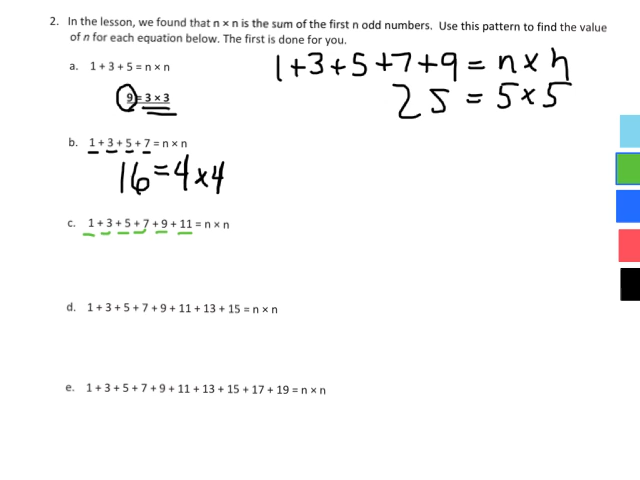 2. In the lesson, we found that n × n is the sum of the first n odd numbers. Use this pattern to find the value
of n for each equation below. The first is done for you.
a. 1 + 3 + 5 = n × n
1+3+5+7+9 = n x n
9 = 3 × 3
25 = 5 x 5
b. 1 + 3 + 5 + 7 = n × n
16 = 4 x 4
c. 1 + 3 + 5 + 7 + 9 + 11 = n × n
d. 1 + 3 + 5 + 7 + 9 + 11 + 13 + 15 = n × n
e. 1 + 3 + 5 + 7 + 9 + 11 + 13 + 15 + 17 + 19 = n × n